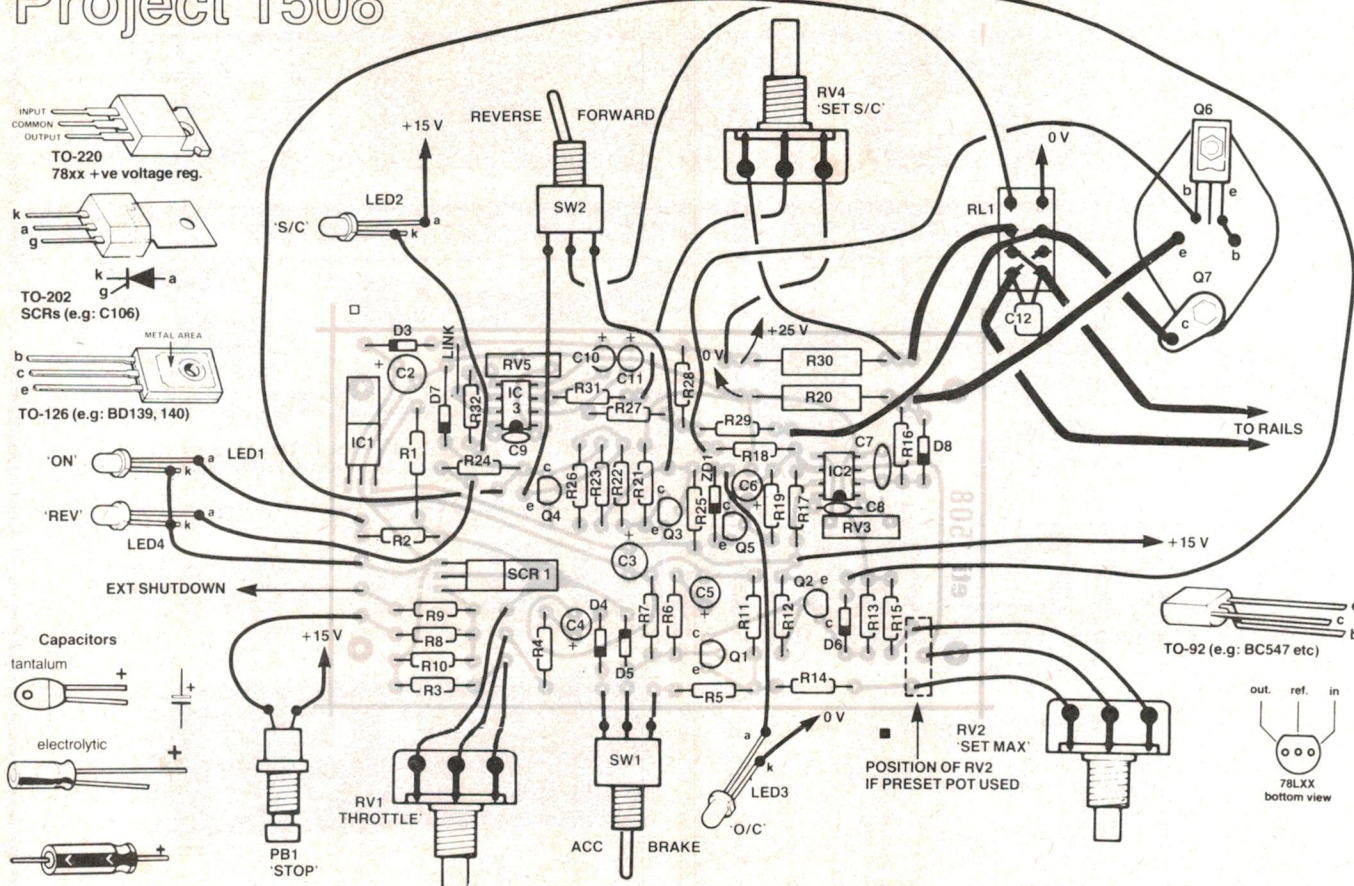 Project 1508
INPUT
COMMON
OUTPUT
TO-220
78xx +ve voltage reg.
k
a
g
k
a
g
TO-202
SCRs (e.g: C106)
METAL AREA
b
c
e
TO-126 (e.g: BD139, 140)
'ON'
LED1
a
k
'REV'
a
k
LED4
EXT SHUTDOWN
Capacitors
tantalum
+
+
electrolytic
+
+
+15 V
LED2
'S/C'
a
k
REVERSE
FORWARD
SW2
RV4
'SET S/C'
RL1
0 V
C12
Q6
b
e
e
b
Q7
c
TO RAILS
D3
+
C2
LINK
D7
R32
RV5
IC
3
C9
+
+
C10
C11
R31
R27
R28
0 V
+25 V
R30
R20
R29
R18
IC1
R1
R24
R2
c
e
Q4
R26
R23
R22
R21
c
e
Q3
R25
ZD1
C6
+
c
e
Q5
R19
R17
IC2
C7
C8
RV3
R16
D8
+15 V
eti 1508
SCR 1
+
C3
R9
R8
R10
R3
R4
C4
+
D4
D5
R7
R6
C5
+
c
e
Q1
R5
R11
R12
Q2
e
c
D6
R13
R15
R14
+15 V
PB1
'STOP'
RV1
THROTTLE'
SW1
ACC
BRAKE
a
k
LED3
'O/C'
0 V
POSITION OF RV2
IF PRESET POT USED
RV2
'SET MAX'
e
c
b
TO-92 (e.g: BC547 etc)
out.
ref.
in
78LXX
bottom view